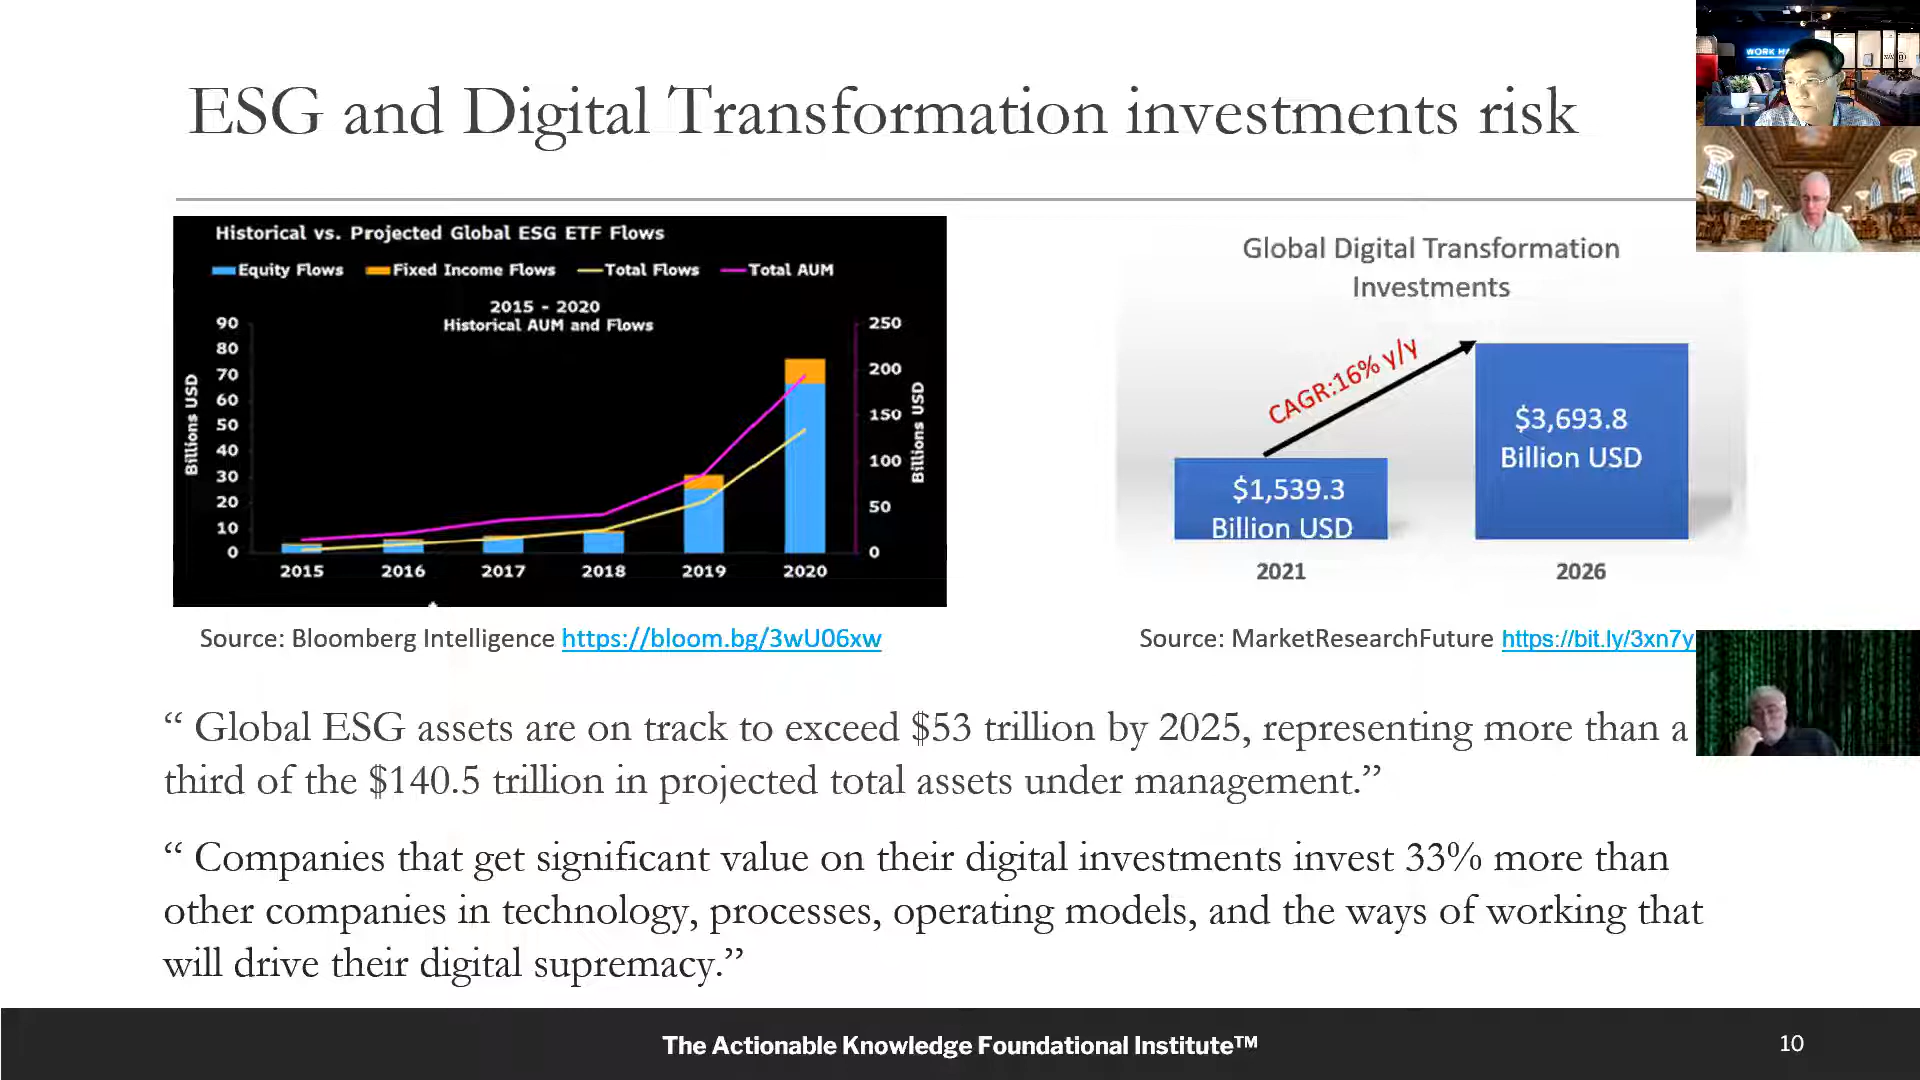 ESG and Digital Transformation investments risk
Historical vs. Projected Global ESG ETF Flows
Equity Flows Fixed Income Flows Total Flows Total AUM
2015 - 2020
Historical AUM and Flows
90 250
80
70 200
60
50 150
40 100
30
20 50
10
0 0
Billions USD
Billions USD
2015 2016 2017 2018 2019 2020
Source: Bloomberg Intelligence https://bloom.bg/3wU06xw
Global Digital Transformation
Investments
CAGR:16% y/y
$1,539.3
Billion USD
$3,693.8
Billion USD
2021 2026
Source: MarketResearchFuture https://bit.ly/3xn7y
“ Global ESG assets are on track to exceed $53 trillion by 2025, representing more than a
third of the $140.5 trillion in projected total assets under management.”
“ Companies that get significant value on their digital investments invest 33% more than
other companies in technology, processes, operating models, and the ways of working that
will drive their digital supremacy.”
The Actionable Knowledge Foundational Institute™
10
WORK